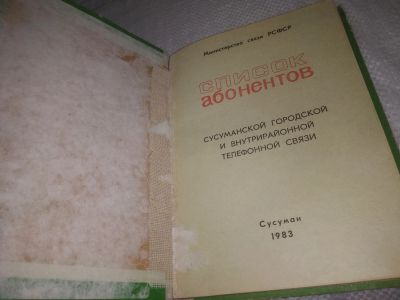 Министерство связи РСФСР
список
абонентов
СУСУМАНСКОЙ ГОРОДСКОЙ
И ВНУТРИРАЙОННОЙ
ТЕЛЕФОННОЙ СВЯЗИ
Сусуман
1983